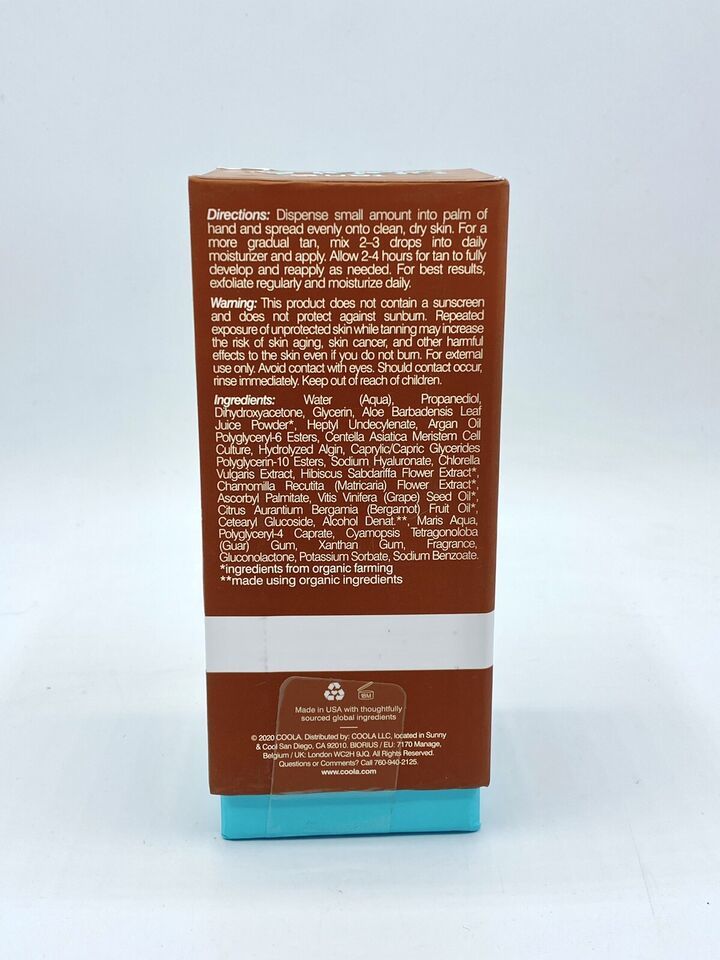 Directions: Dispense small amount into palm of
hand and spread evenly onto clean, dry skin. For a
more gradual tan, mix 2-3 drops into daily
moisturizer and apply. Allow 2-4 hours for tan to fully
develop and reapply as needed. For best results,
exfoliate regularly and moisturize daily.
Warning: This product does not contain a sunscreen
and does not protect against sunburn. Repeated
exposure of unprotected skin while tanning may increase
the risk of skin aging, skin cancer, and other harmful
effects to the skin even if you do not burn. For external
use only. Avoid contact with eyes. Should contact occur,
rinse immediately. Keep out of reach of children.
Ingredients: Water (Aqua), Propanediol,
Dihydroxyacetone, Glycerin, Aloe Barbadensis Leaf
Juice Powder*, Heptyl Undecylenate, Argan Oil
Polyglyceryl-6 Esters, Centella Asiatica Meristem Cell
Culture, Hydrolyzed Algin, Caprylic/Capric Glycerides
Polyglycerin-10 Esters, Sodium Hyaluronate, Chlorella
Vulgaris Extract, Hibiscus Sabdariffa Flower Extract*,
Chamomilla Recutita (Matricaria) Flower Extract*,
Ascorbyl Palmitate, Vitis Vinifera (Grape) Seed Oil*,
Citrus Aurantium Bergamia (Bergamot) Fruit Oil*,
Cetearyl Glucoside, Alcohol Denat.**, Maris Aqua,
Polyglyceryl-4 Caprate, Cyamopsis Tetragonoloba
(Guar) Gum, Xanthan Gum, Fragrance,
Gluconolactone, Potassium Sorbate, Sodium Benzoate.
*ingredients from organic farming
**made using organic ingredients
18M
Made in USA with thoughtfully
sourced global ingredients
© 2020 COOLA. Distributed by: COOLA LLC, located in Sunny
& Cool San Diego, CA 92010. BIORIUS / EU: 7170 Manage,
Belgium / UK: London WC2H 9JQ. All Rights Reserved.
Questions or Comments? Call 760-940-2125.
www.coola.com